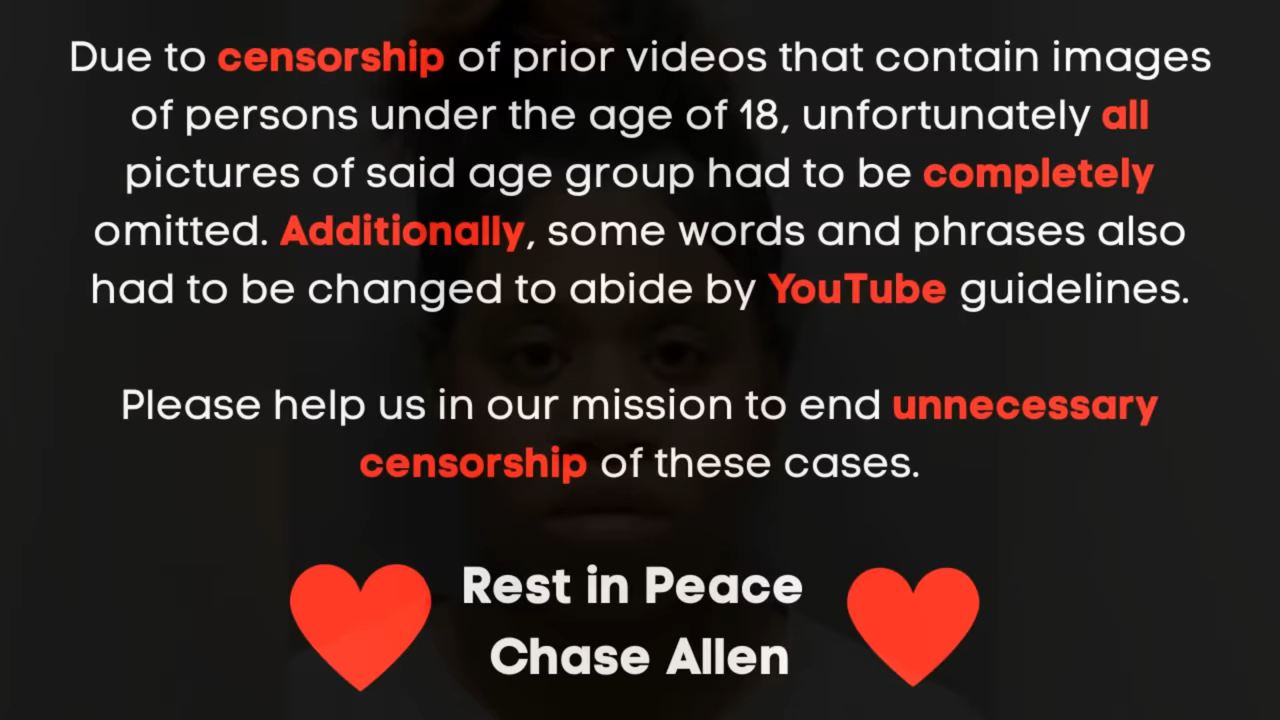 Due to censorship of prior videos that contain images
of persons under the age of 18, unfortunately all
pictures of said age group had to be completely
omitted. Additionally, some words and phrases also
had to be changed to abide by YouTube guidelines.
Please help us in our mission to end unnecessary
censorship of these cases.
Rest in Peace
Chase Allen